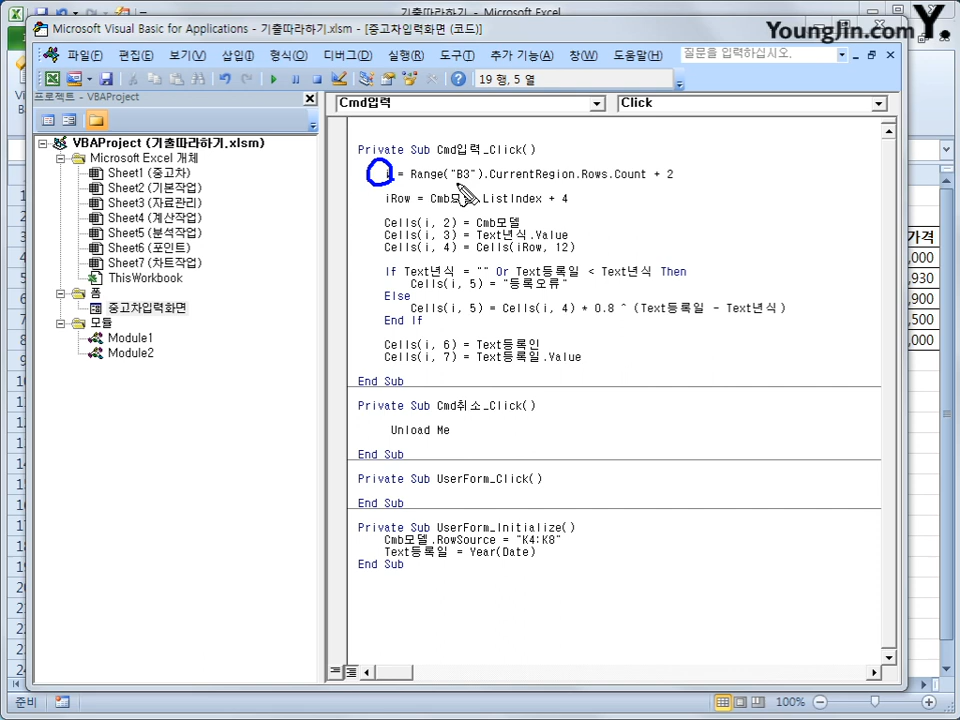 기출따라하기.xlsm - Microsoft Excel
Microsoft Visual Basic for Applications - 기출따라하기.xlsm - [중고차입력화면 (코드)]
YoungJin.com Y.
파일(F) 편집(E) 보기(V) 삽입(I) 형식(O) 디버그(D) 실행(R) 도구(T) 추가 기능(A) 창(W) 도움말(H) 질문을 입력하십시오.
19 행, 5 열
프로젝트 - VBAProject
Cmd입력 Click
VBAProject (기출따라하기.xlsm)
Microsoft Excel 개체
Sheet1 (중고차)
Sheet2 (기본작업)
Sheet3 (자료관리)
Sheet4 (계산작업)
Sheet5 (분석작업)
Sheet6 (포인트)
Sheet7 (차트작업)
ThisWorkbook
폼
중고차입력화면
모듈
Module1
Module2
Private Sub Cmd입력_Click()
i = Range("B3").CurrentRegion.Rows.Count + 2
iRow = Cmb모델.ListIndex + 4
Cells(i, 2) = Cmb모델
Cells(i, 3) = Text년식.Value
Cells(i, 4) = Cells(iRow, 12)
If Text년식 = "" Or Text등록일 < Text년식 Then
Cells(i, 5) = "등록오류"
Else
Cells(i, 5) = Cells(i, 4) * 0.8 ^ (Text등록일 - Text년식)
End If
Cells(i, 6) = Text등록인
Cells(i, 7) = Text등록일.Value
End Sub
Private Sub Cmd취소_Click()
Unload Me
End Sub
Private Sub UserForm_Click()
End Sub
Private Sub UserForm_Initialize()
Cmb모델.RowSource = "K4:K8"
Text등록일 = Year(Date)
End Sub
가격
,000
,930
,900
,500
,000
준비 100%